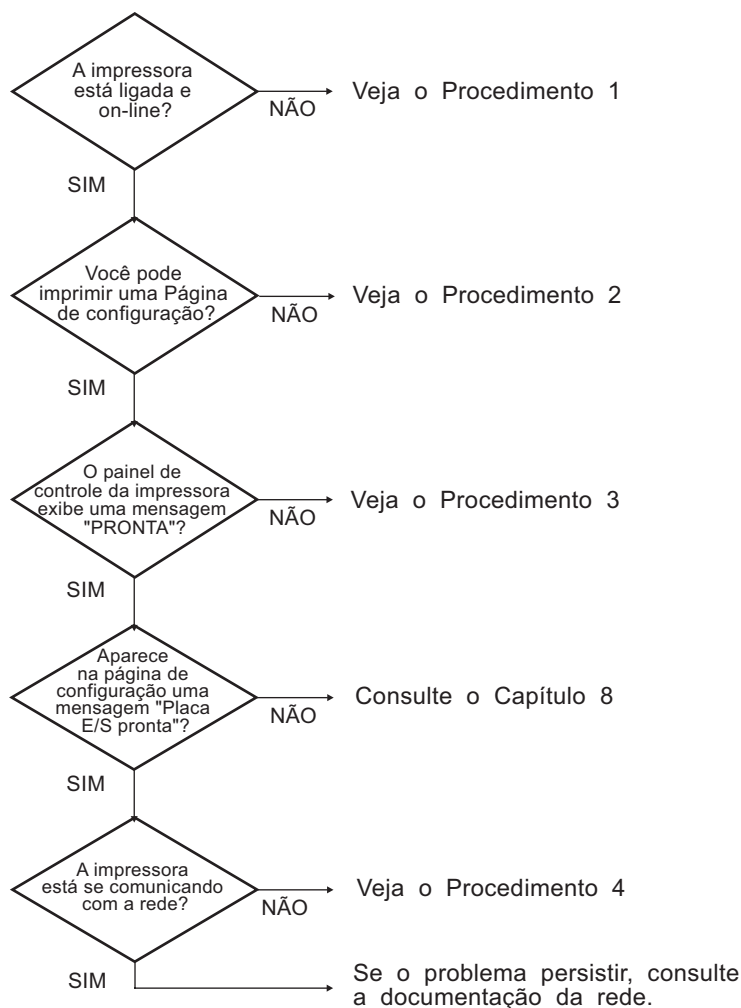 A impressora
está ligada e
on-line?
NÃO
Veja o Procedimento 1
SIM
Você pode
imprimir uma Página
de configuração?
NÃO
Veja o Procedimento 2
SIM
O painel de
controle da impressora
exibe uma mensagem
"PRONTA"?
NÃO
Veja o Procedimento 3
SIM
Aparece
na página de
configuração uma
mensagem "Placa
E/S pronta"?
NÃO
Consulte o Capítulo 8
SIM
A impressora
está se comunicando
com a rede?
NÃO
Veja o Procedimento 4
SIM
Se o problema persistir, consulte
a documentação da rede.